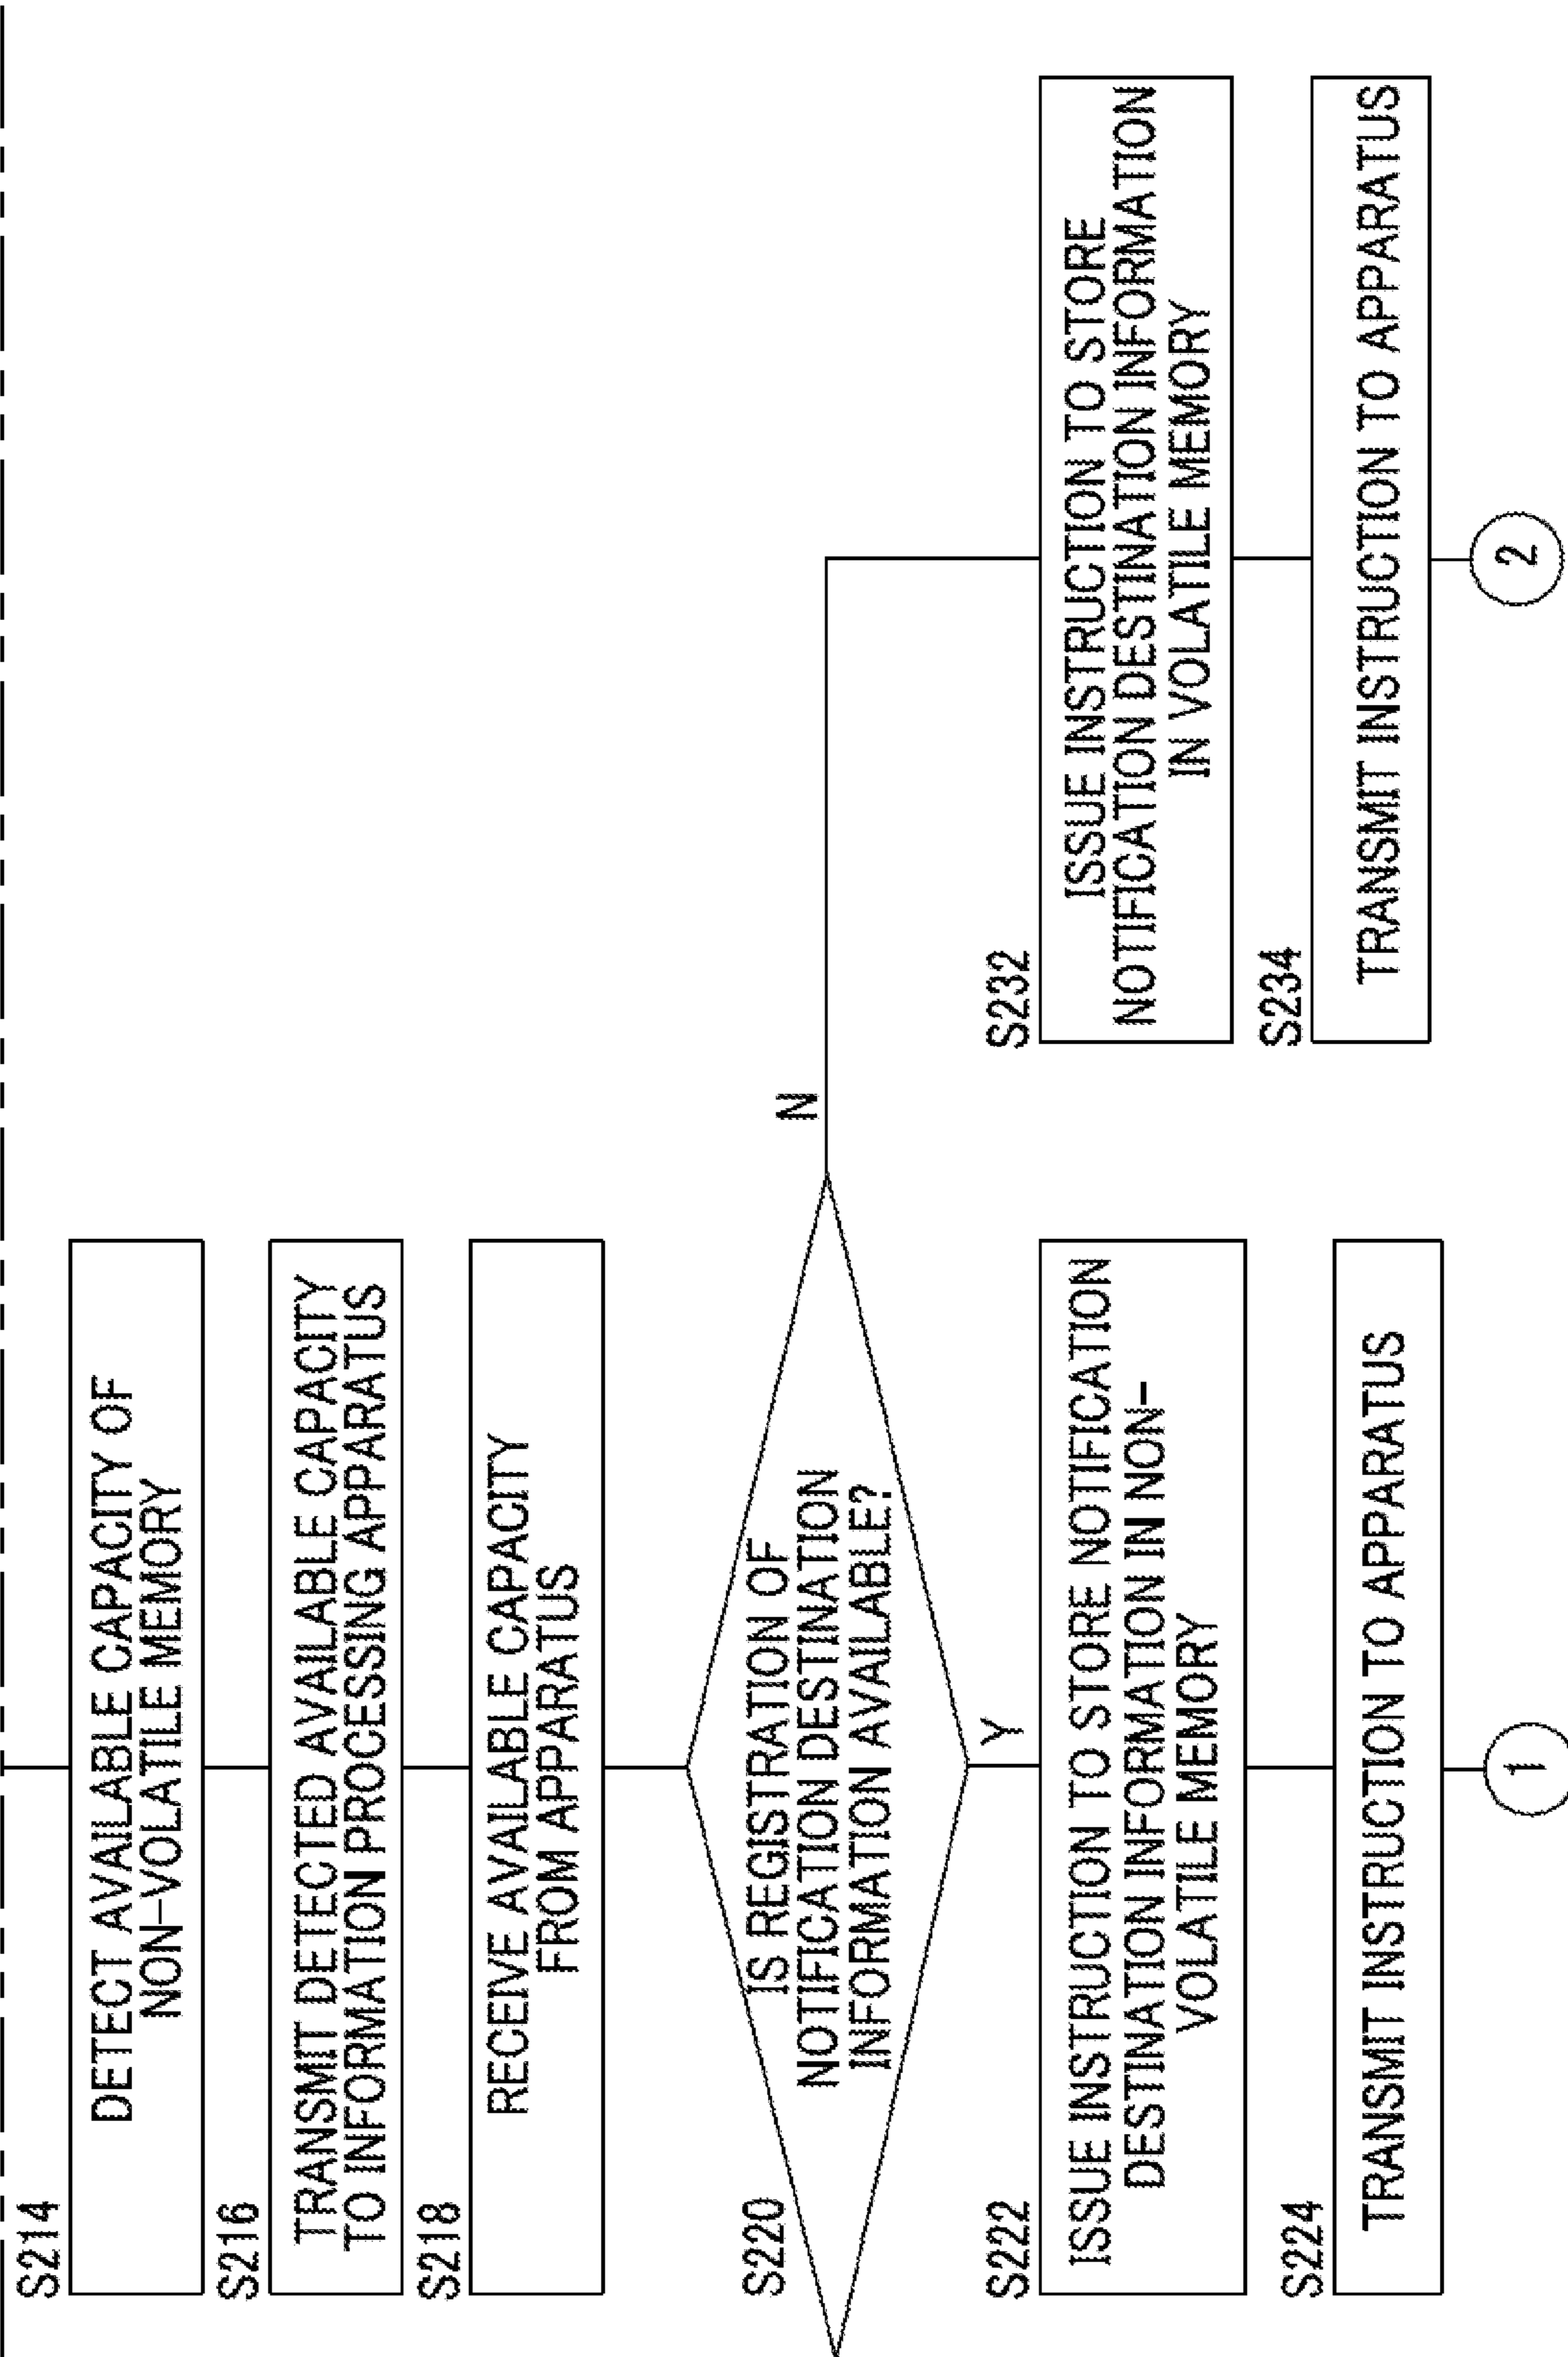 S214
DETECT AVAILABLE CAPACITY OF
NON-VOLATILE MEMORY
S216
TRANSMIT DETECTED AVAILABLE CAPACITY
TO INFORMATION PROCESSING APPARATUS
S218
RECEIVE AVAILABLE CAPACITY
FROM APPARATUS
S220
IS REGISTRATION OF
NOTIFICATION DESTINATION
INFORMATION AVAILABLE?
N
Y
S222
ISSUE INSTRUCTION TO STORE NOTIFICATION
DESTINATION INFORMATION IN NON-
VOLATILE MEMORY
S224
TRANSMIT INSTRUCTION TO APPARATUS
1
S232
ISSUE INSTRUCTION TO STORE
NOTIFICATION DESTINATION INFORMATION
IN VOLATILE MEMORY
S234
TRANSMIT INSTRUCTION TO APPARATUS
2